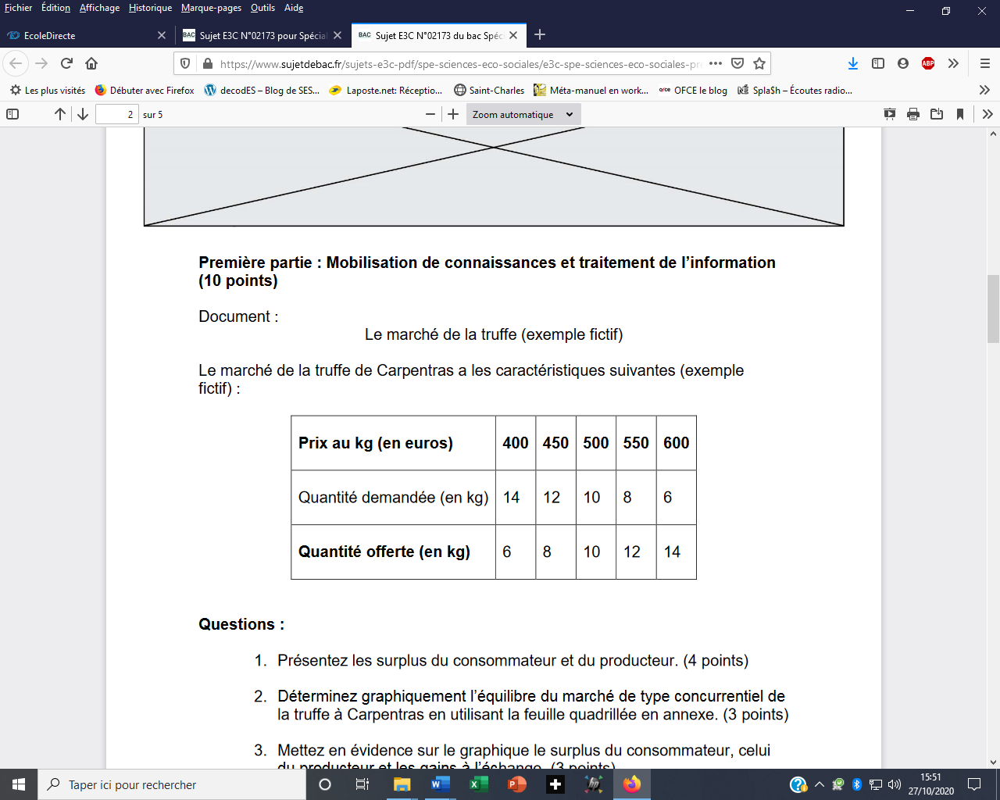 Fichier Édition Affichage Historique Marque-pages Outils Aide
EcoleDirecte
BAC Sujet E3C N°02173 pour Spécial
BAC Sujet E3C N°02173 du bac Spéc
https://www.sujetdebac.fr/sujets-e3c-pdf/spe-sciences-eco-sociales/e3c-spe-sciences-eco-sociales-pr
ABP
Les plus visités Débuter avec Firefox decodES – Blog de SES... Laposte.net: Réceptio... Saint-Charles Méta-manuel en work... ofce OFCE le blog Spla$h – Écoutes radio...
2 sur 5 Zoom automatique
Première partie : Mobilisation de connaissances et traitement de l’information
(10 points)
Document :
Le marché de la truffe (exemple fictif)
Le marché de la truffe de Carpentras a les caractéristiques suivantes (exemple
fictif) :
Prix au kg (en euros) 400 450 500 550 600
Quantité demandée (en kg) 14 12 10 8 6
Quantité offerte (en kg) 6 8 10 12 14
Questions :
1. Présentez les surplus du consommateur et du producteur. (4 points)
2. Déterminez graphiquement l’équilibre du marché de type concurrentiel de
la truffe à Carpentras en utilisant la feuille quadrillée en annexe. (3 points)
3. Mettez en évidence sur le graphique le surplus du consommateur, celui
du producteur et les gains à l’échange. (3 points)
Taper ici pour rechercher
15:51
27/10/2020